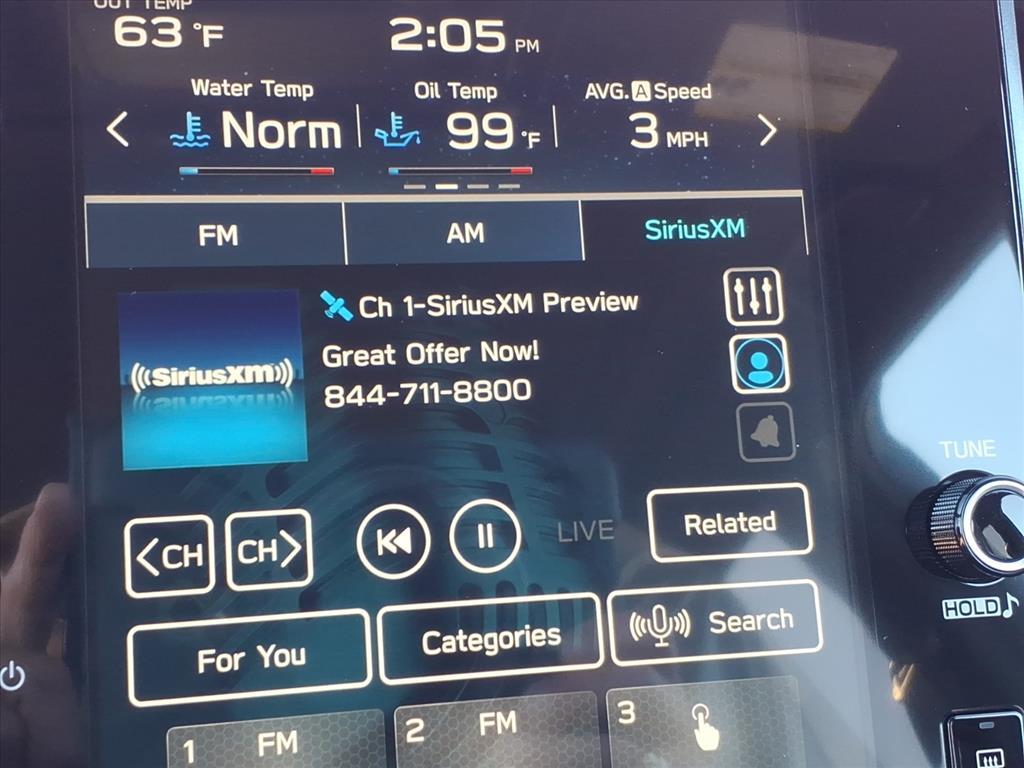 OUT TEMP
63 °F 2:05 PM
Water Temp Oil Temp AVG. A Speed
Norm 99 °F 3 MPH
FM AM SiriusXM
Ch 1-SiriusXM Preview
Great Offer Now!
844-711-8800
((SiriusXM))
TUNE
<CH CH> LIVE Related
HOLD
For You Categories Search
1 FM 2 FM 3